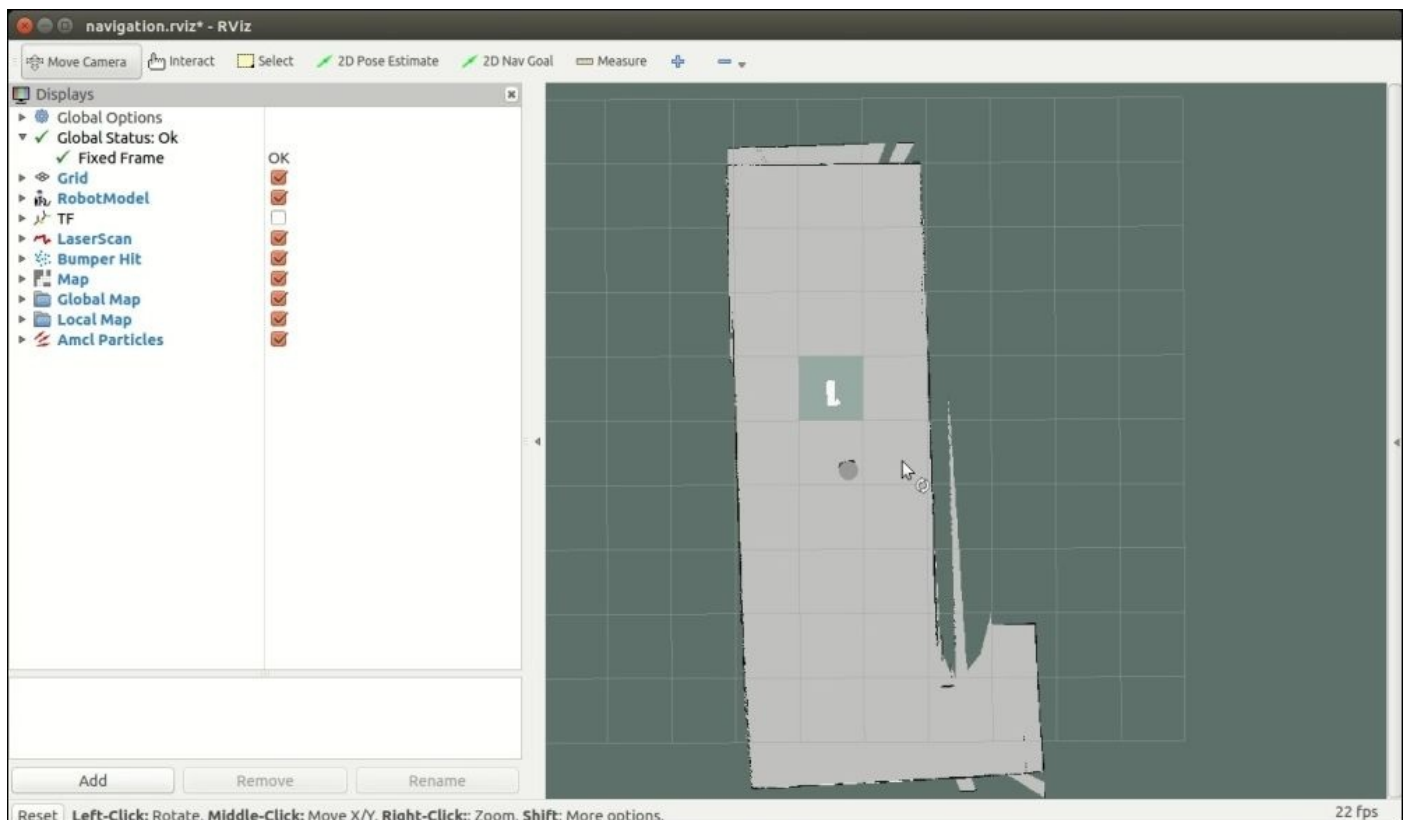 navigation.rviz* - RViz
Move Camera Interact Select 2D Pose Estimate 2D Nav Goal Measure
Displays
Global Options
Global Status: Ok
Fixed Frame OK
Grid
RobotModel
TF
LaserScan
Bumper Hit
Map
Global Map
Local Map
Amcl Particles
Add Remove Rename
Reset Left-Click: Rotate. Middle-Click: Move X/Y. Right-Click:: Zoom. Shift: More options. 22 fps